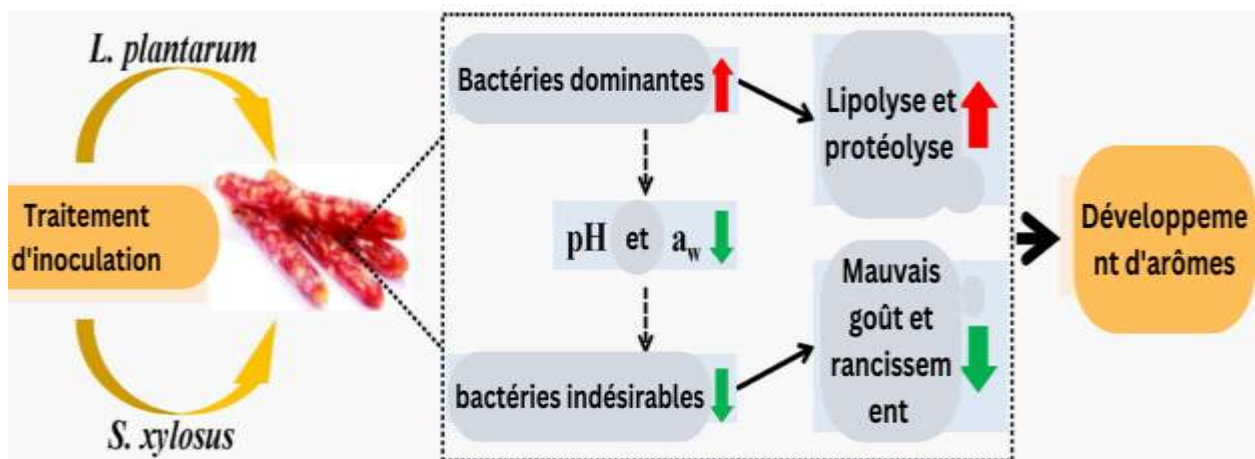 L. plantarum
Traitement
d'inoculation
S. xylosus
Bactéries dominantes
pH et aw
bactéries indésirables
Lipolyse et
protéolyse
Mauvais
goût et
rancissem
ent
Développeme
nt d'arômes